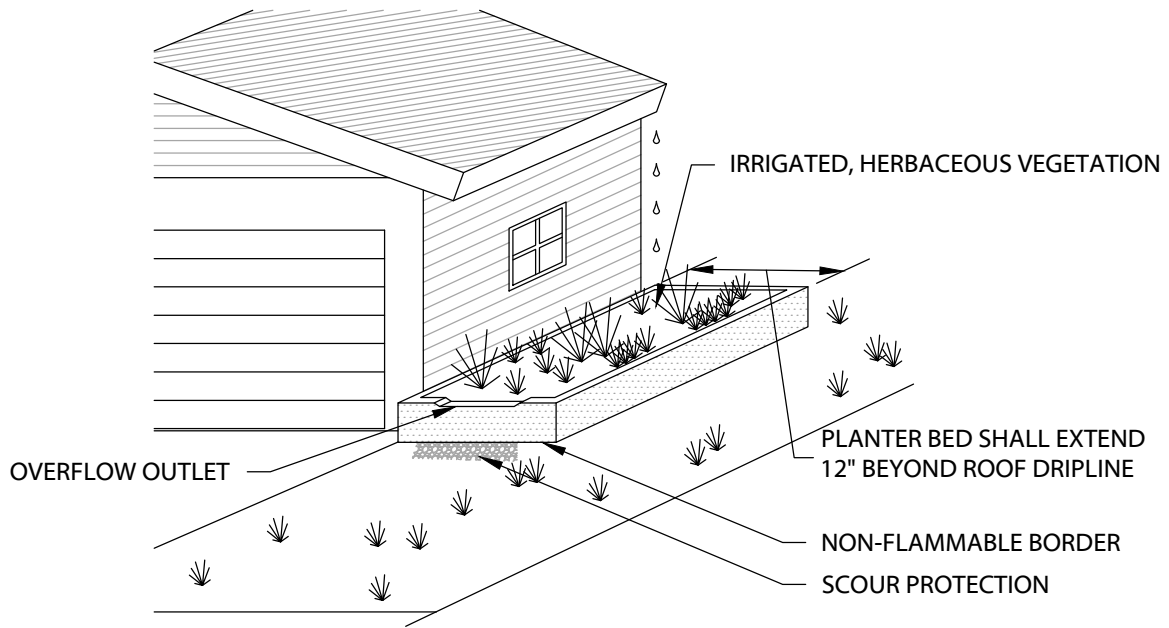 IRRIGATED, HERBACEOUS VEGETATION
PLANTER BED SHALL EXTEND
12" BEYOND ROOF DRIPLINE
OVERFLOW OUTLET
NON-FLAMMABLE BORDER
SCOUR PROTECTION